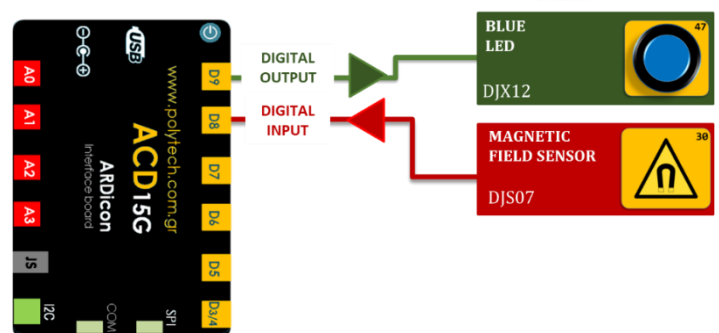 USB
A0
A1
A2
A3
JS
I2C
COM
SPI
D9
D8
D7
D6
D5
D3/4
www.polytech.com.gr
ACD15G
ARDicon
Interface board
DIGITAL
OUTPUT
DIGITAL
INPUT
BLUE
LED
DJX12
47
MAGNETIC
FIELD SENSOR
DJS07
30